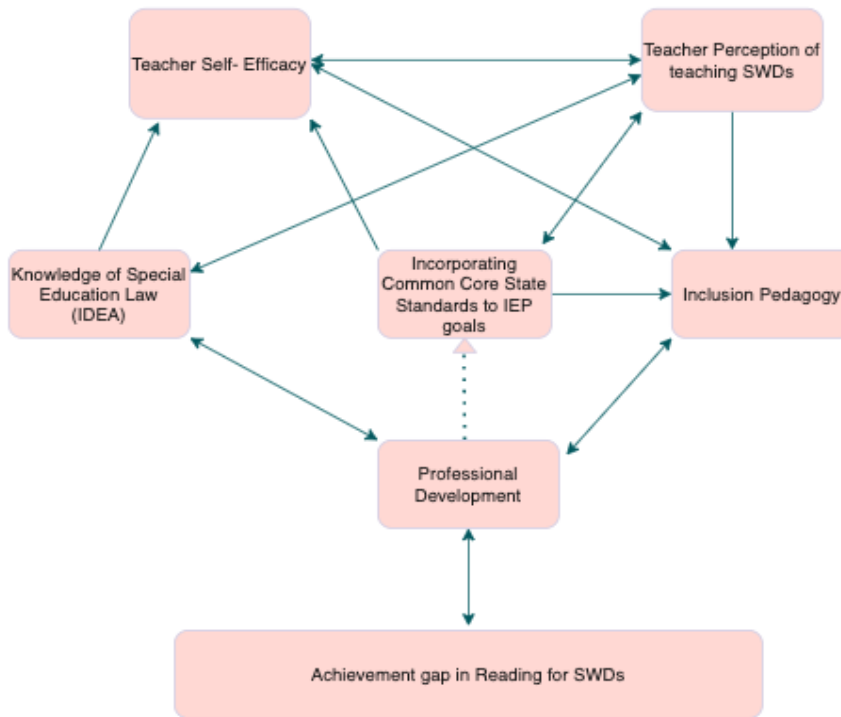 Teacher Self- Efficacy
Teacher Perception of
teaching SWDs
Knowledge of Special
Education Law
(IDEA)
Incorporating
Common Core State
Standards to IEP
goals
Inclusion Pedagogy
Professional
Development
Achievement gap in Reading for SWDs